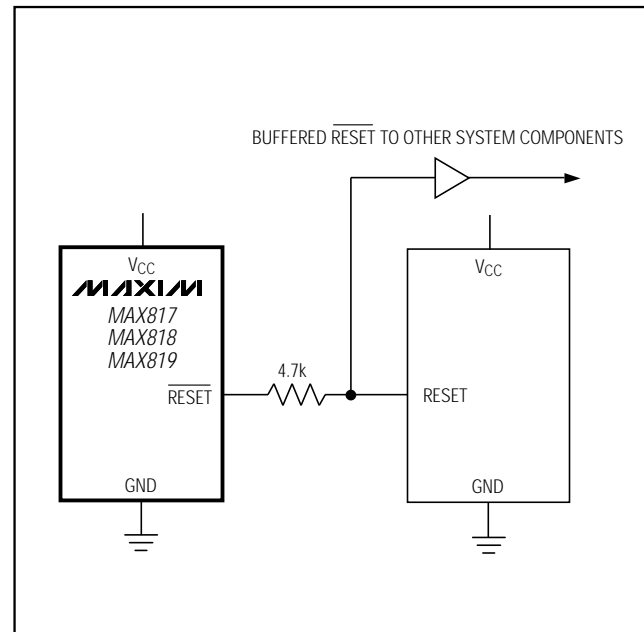 BUFFERED RESET TO OTHER SYSTEM COMPONENTS
VCC
MAXIM
MAX817
MAX818
MAX819
RESET
GND
4.7k
VCC
RESET
GND